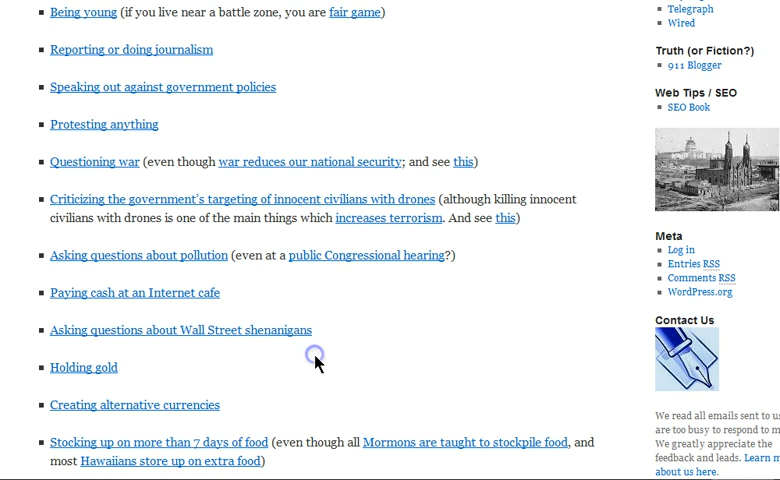 Being young (if you live near a battle zone, you are fair game)
Reporting or doing journalism
Speaking out against government policies
Protesting anything
Questioning war (even though war reduces our national security; and see this)
Criticizing the government's targeting of innocent civilians with drones (although killing innocent
civilians with drones is one of the main things which increases terrorism. And see this)
Asking questions about pollution (even at a public Congressional hearing?)
Paying cash at an Internet cafe
Asking questions about Wall Street shenanigans
Holding gold
Creating alternative currencies
Stocking up on more than 7 days of food (even though all Mormons are taught to stockpile food, and
most Hawaiians store up on extra food)
Telegraph
Wired
Truth (or Fiction?)
911 Blogger
Web Tips / SEO
SEO Book
Meta
Log in
Entries RSS
Comments RSS
WordPress.org
Contact Us
We read all emails sent to
are too busy to respond to
We greatly appreciate the
feedback and leads. Learn
about us here.